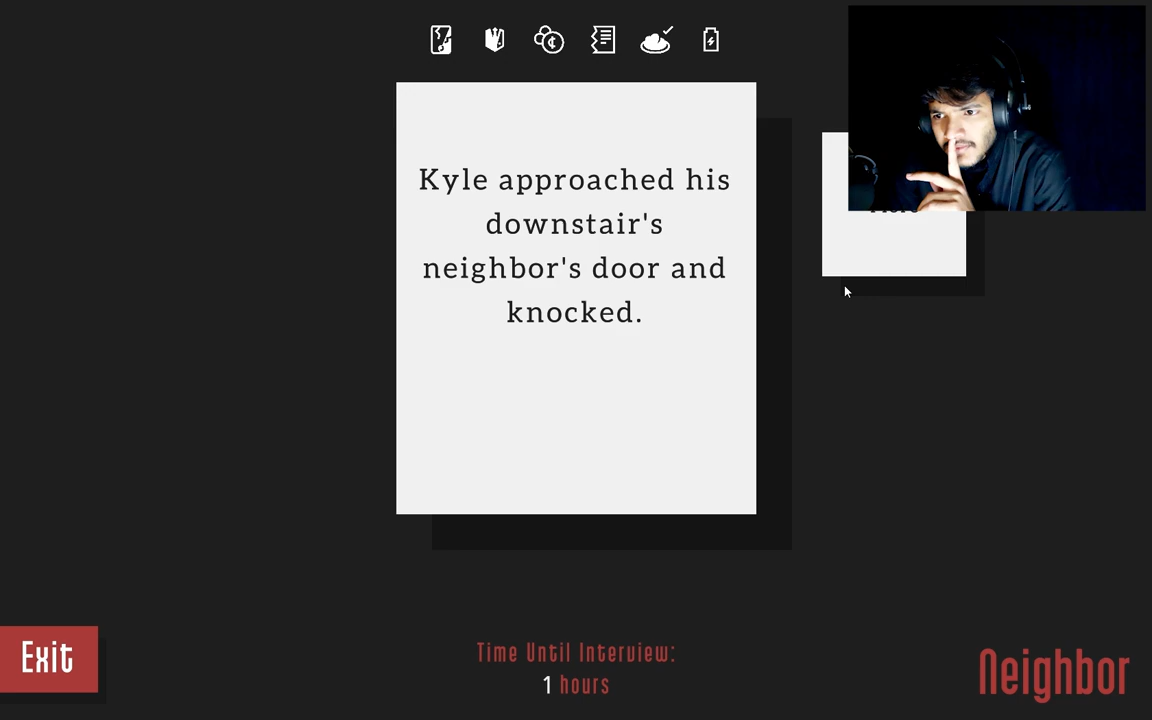 Kyle approached his
downstair's
neighbor's door and
knocked.
Exit
Time Until Interview:
1 hours
Neighbor